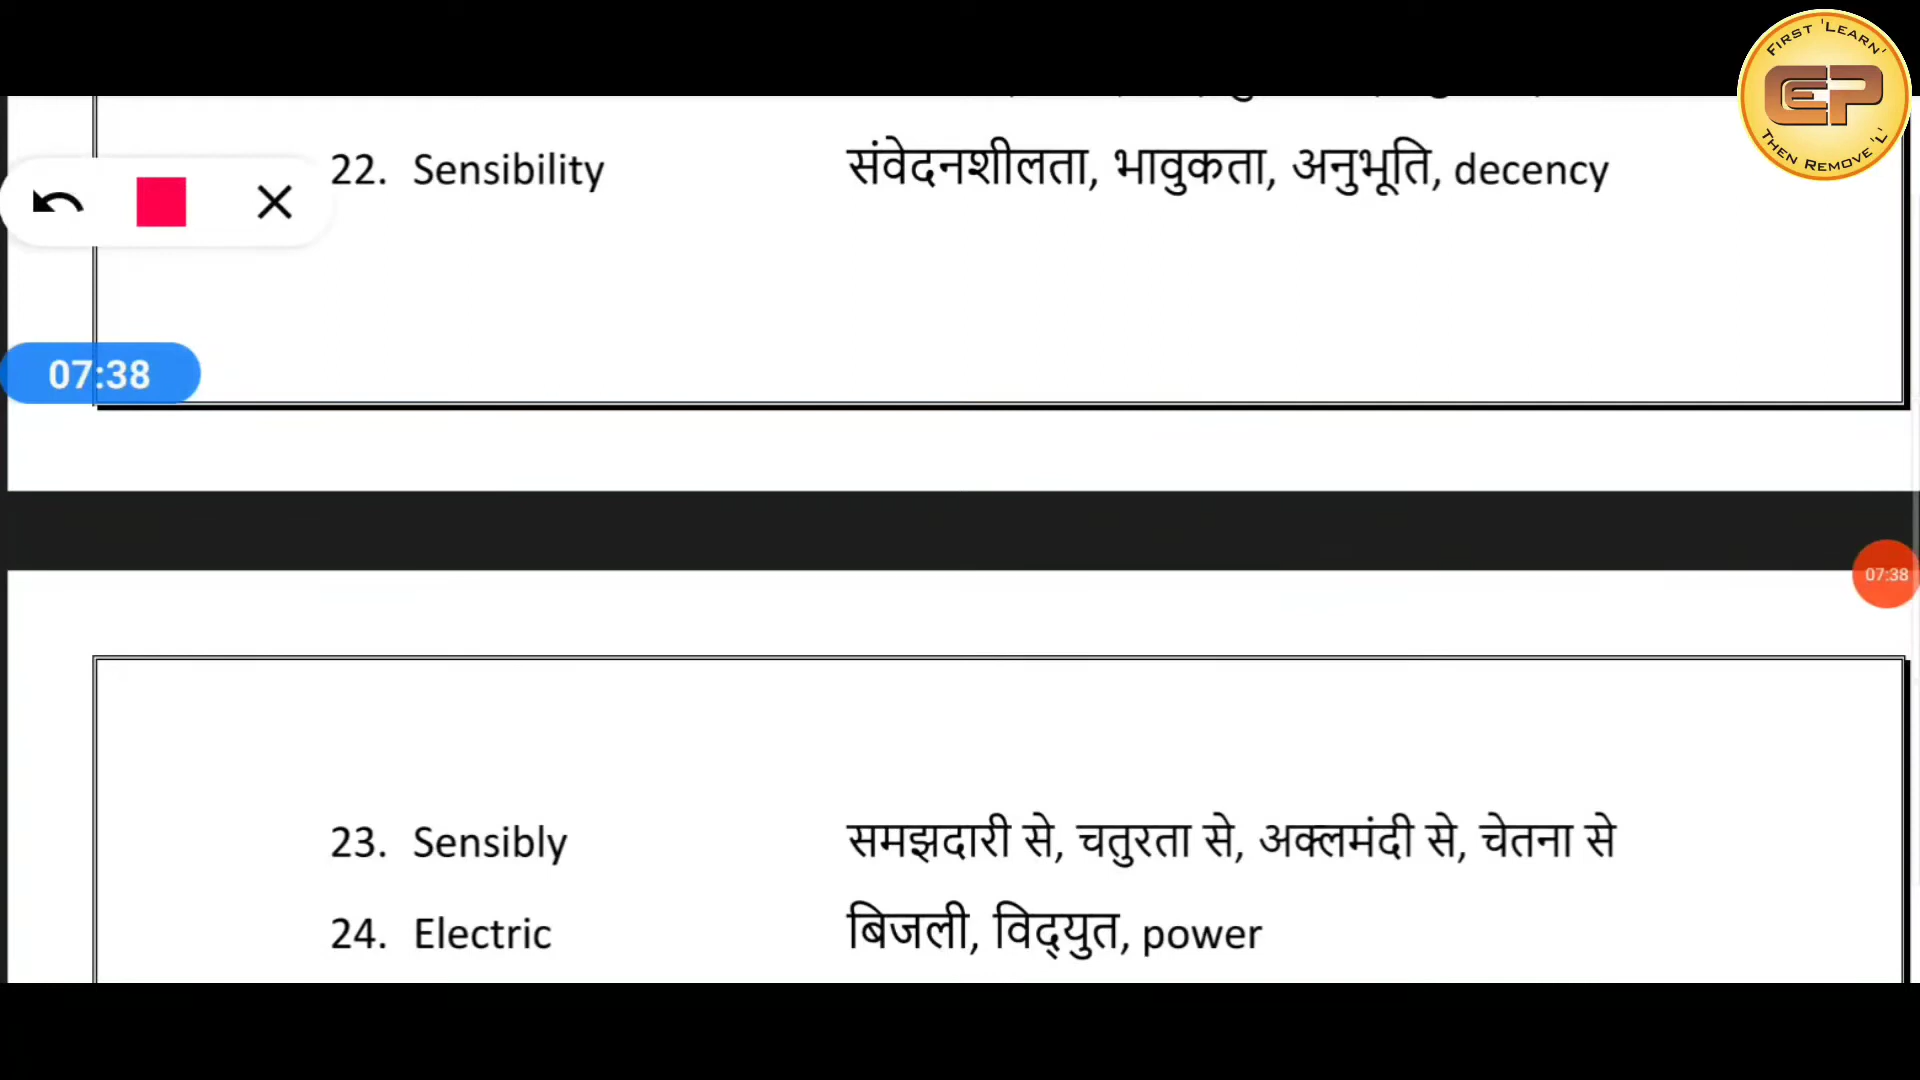 FIRST 'LEARN'
EP
THEN REMOVE 'L'
22. Sensibility संवेदनशीलता, भावुकता, अनुभूति, decency
07:38
07:38
23. Sensibly समझदारी से, चतुरता से, अक्लमंदी से, चेतना से
24. Electric बिजली, विद्‌युत, power